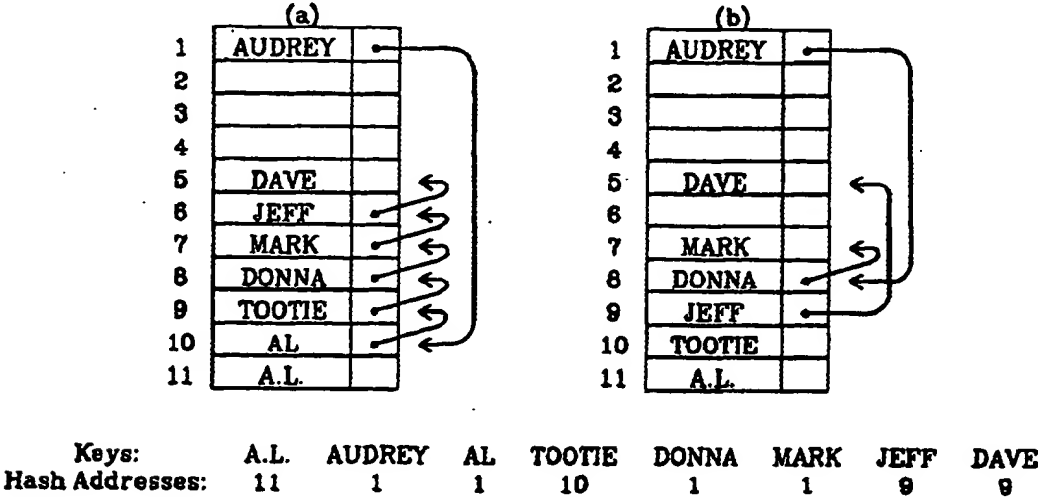 (a)
1 AUDREY
2
3
4
5 DAVE
6 JEFF
7 MARK
8 DONNA
9 TOOTIE
10 AL
11 A.L.
(b)
1 AUDREY
2
3
4
5 DAVE
6
7 MARK
8 DONNA
9 JEFF
10 TOOTIE
11 A.L.
Keys: A.L. AUDREY AL TOOTIE DONNA MARK JEFF DAVE
Hash Addresses: 11 1 1 10 1 1 9 9